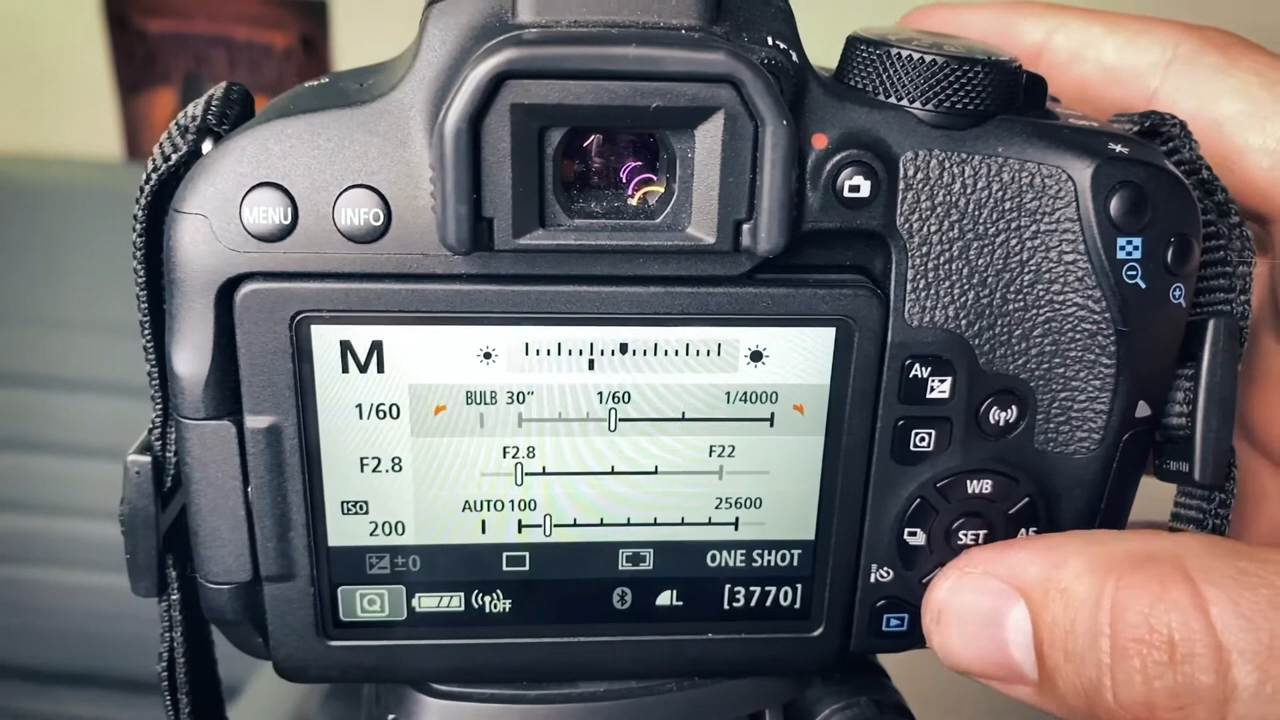 MENU
INFO
M
1/60
BULB 30" 1/60 1/4000
F2.8
F2.8 F22
ISO
200
AUTO 100 25600
±0
ONE SHOT
Q
OFF
L
[3770]
Av
Q
WB
SET
AF